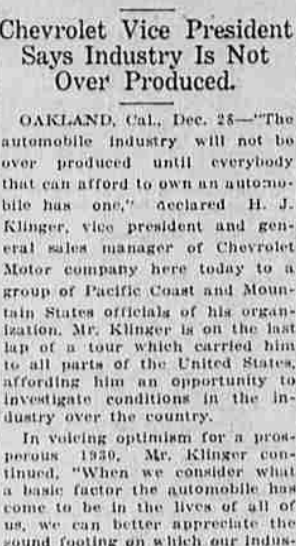 Chevrolet Vice President
Says Industry Is Not
Over Produced.
OAKLAND, Cal., Dec. 28—"The
automobile industry will not be
over produced until everybody
that can afford to own an automo-
bile has one," declared H. J.
Klinger, vice president and gen-
eral sales manager of Chevrolet
Motor company here today to a
group of Pacific Coast and Moun-
tain States officials of his organ-
ization. Mr. Klinger is on the last
lap of a tour which carried him
to all parts of the United States,
affording him an opportunity to
investigate conditions in the in-
dustry over the country.
In voicing optimism for a pros-
perous 1930, Mr. Klinger con-
tinued, "When we consider what
a basic factor the automobile has
come to be in the lives of all of
us, we can better appreciate the
sound footing on which our indus-